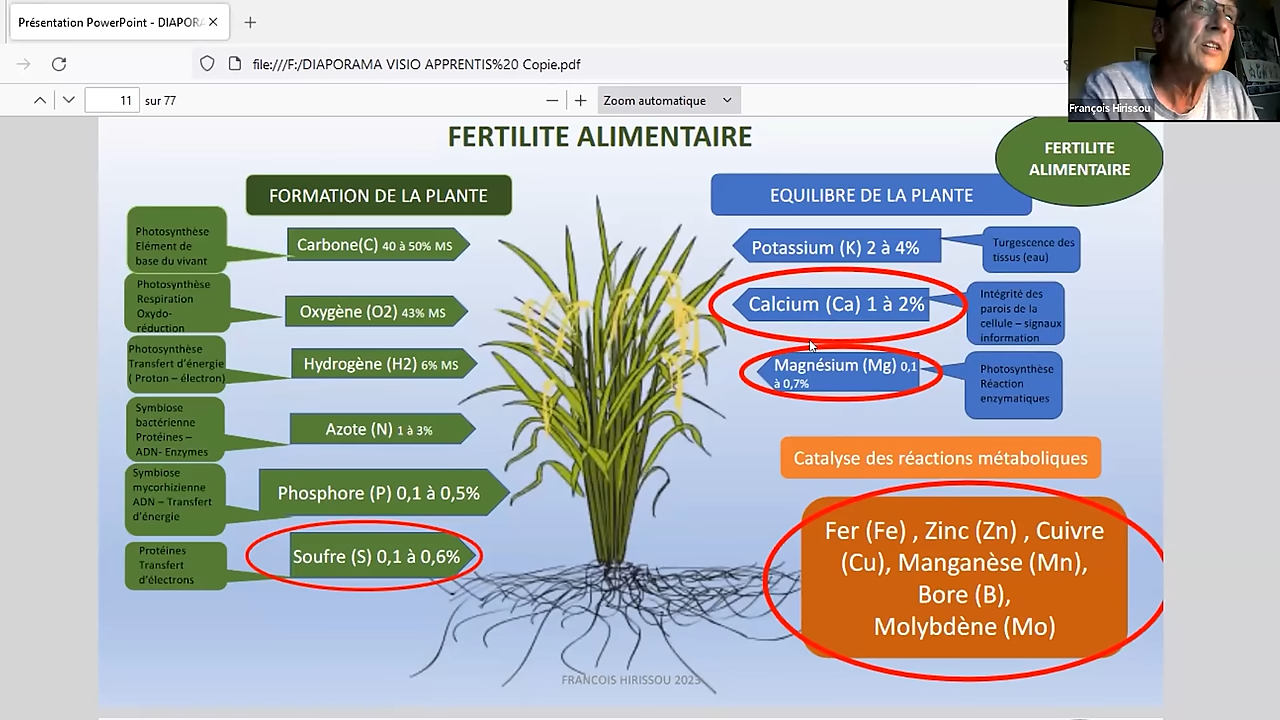 Présentation PowerPoint - DIAPORA
file:///F:/DIAPORAMA VISIO APPRENTIS%20 Copie.pdf
11 sur 77
Zoom automatique
François Hirissou
FERTILITE ALIMENTAIRE
FERTILITE
ALIMENTAIRE
FORMATION DE LA PLANTE
Photosynthèse
Elément de
base du vivant
Carbone(C) 40 à 50% MS
Photosynthèse
Respiration
Oxydo-
réduction
Oxygène (O2) 43% MS
Photosynthèse
Transfert d'énergie
( Proton – électron)
Hydrogène (H2) 6% MS
Symbiose
bactérienne
Protéines –
ADN- Enzymes
Azote (N) 1 à 3%
Symbiose
mycorhizienne
ADN – Transfert
d'énergie
Phosphore (P) 0,1 à 0,5%
Protéines
Transfert
d'électrons
Soufre (S) 0,1 à 0,6%
EQUILIBRE DE LA PLANTE
Potassium (K) 2 à 4%
Turgescence des
tissus (eau)
Calcium (Ca) 1 à 2%
Intégrité des
parois de la
cellule – signaux
information
Magnésium (Mg) 0,1
à 0,7%
Photosynthèse
Réaction
enzymatiques
Catalyse des réactions métaboliques
Fer (Fe) , Zinc (Zn) , Cuivre
(Cu), Manganèse (Mn),
Bore (B),
Molybdène (Mo)
FRANCOIS HIRISSOU 2023